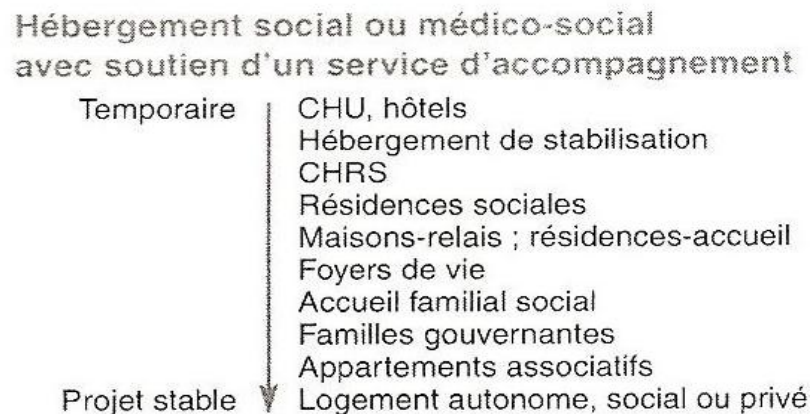 Hébergement social ou médico-social
avec soutien d'un service d'accompagnement
Temporaire CHU, hôtels
Hébergement de stabilisation
CHRS
Résidences sociales
Maisons-relais ; résidences-accueil
Foyers de vie
Accueil familial social
Familles gouvernantes
Appartements associatifs
Projet stable Logement autonome, social ou privé